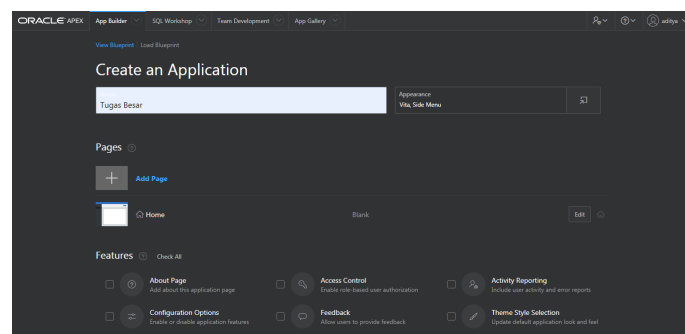 ORACLE APEX App Builder SQL Workshop Team Development App Gallery aditya
View Blueprint Load Blueprint
Create an Application
Tugas Besar
Appearance
Vita, Side Menu
Pages
Add Page
Home Blank Edit
Features Check All
About Page
Add about this application page
Access Control
Enable role-based user authorization
Activity Reporting
Include user activity and error reports
Configuration Options
Enable or disable application features
Feedback
Allow users to provide feedback
Theme Style Selection
Update default application look and feel